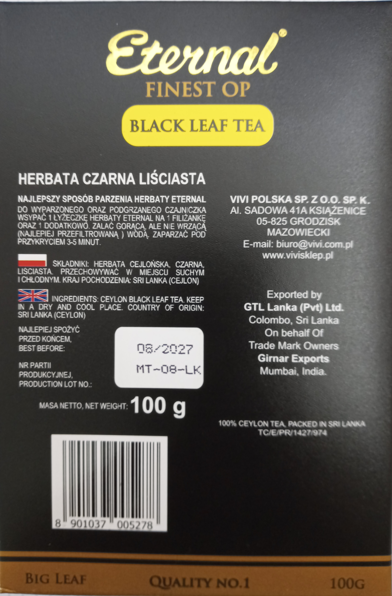 Eternal®
FINEST OP
BLACK LEAF TEA
HERBATA CZARNA LIŚCIASTA
NAJLEPSZY SPOSÓB PARZENIA HERBATY ETERNAL
DO WYPARZONEGO ORAZ PODGRZANEGO CZAJNICZKA
WSYPAĆ 1 ŁYŻECZKĘ HERBATY ETERNAL NA 1 FILIŻANKĘ
ORAZ 1 DODATKOWO. ZALAĆ GORĄCĄ, ALE NIE WRZĄCĄ
(NAJLEPIEJ PRZEFILTROWANĄ) WODĄ. ZAPARZAĆ POD
PRZYKRYCIEM 3-5 MINUT.
SKŁADNIKI: HERBATA CEJLOŃSKA, CZARNA,
LIŚCIASTA. PRZECHOWYWAĆ W MIEJSCU SUCHYM
I CHŁODNYM. KRAJ POCHODZENIA: SRI LANKA (CEJLON)
INGREDIENTS: CEYLON BLACK LEAF TEA. KEEP
IN A DRY AND COOL PLACE. COUNTRY OF ORIGIN:
SRI LANKA (CEYLON)
NAJLEPIEJ SPOŻYĆ
PRZED KOŃCEM,
BEST BEFORE:
08/2027
NR PARTII
PRODUKCYJNEJ,
PRODUCTION LOT NO.:
MT-08-LK
MASA NETTO, NET WEIGHT: 100 g
8 901037 005278
VIVI POLSKA SP. Z O.O. SP. K.
Al. SADOWA 41A KSIĄŻENICE
05-825 GRODZISK
MAZOWIECKI
E-mail: biuro@vivi.com.pl
www.vivisklep.pl
Exported by
GTL Lanka (Pvt) Ltd.
Colombo, Sri Lanka
On behalf Of
Trade Mark Owners
Girnar Exports
Mumbai, India.
100% CEYLON TEA, PACKED IN SRI LANKA
TC/E/PR/1427/974
BIG LEAF
QUALITY NO.1
100G